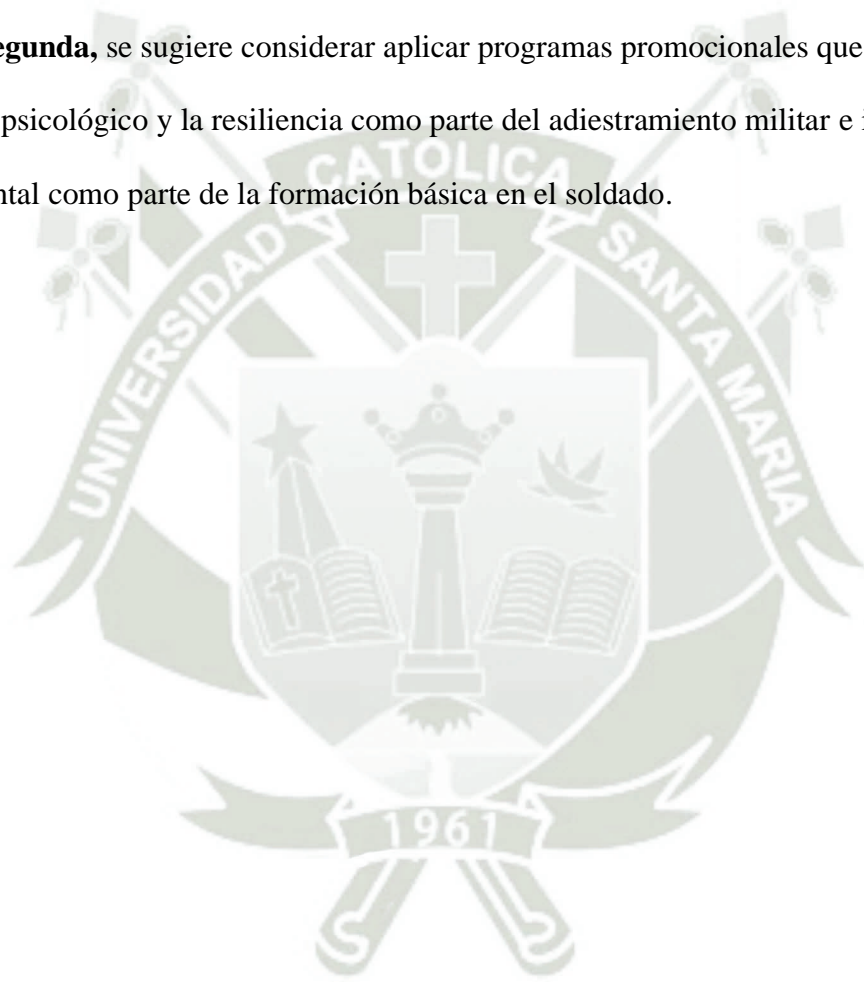 egunda, se sugiere considerar aplicar programas promocionales que
psicológico y la resiliencia como parte del adiestramiento militar e i
ntal como parte de la formación básica en el soldado.
UNIVERSIDAD CATOLICA SANTA MARIA
1961